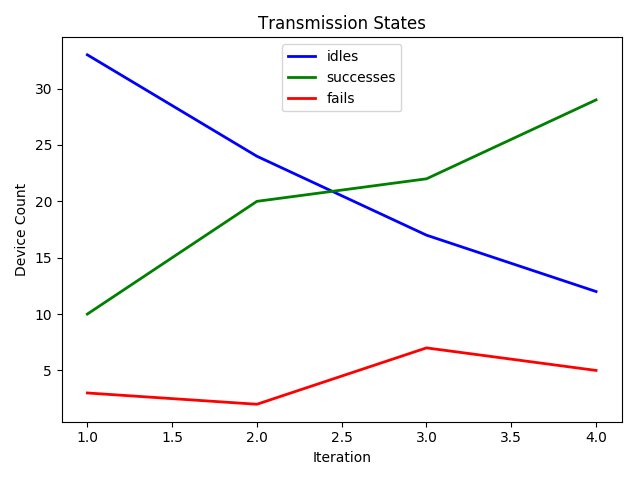 Transmission States
idles
successes
fails
Device Count
30
25
20
15
10
5
1.0 1.5 2.0 2.5 3.0 3.5 4.0
Iteration